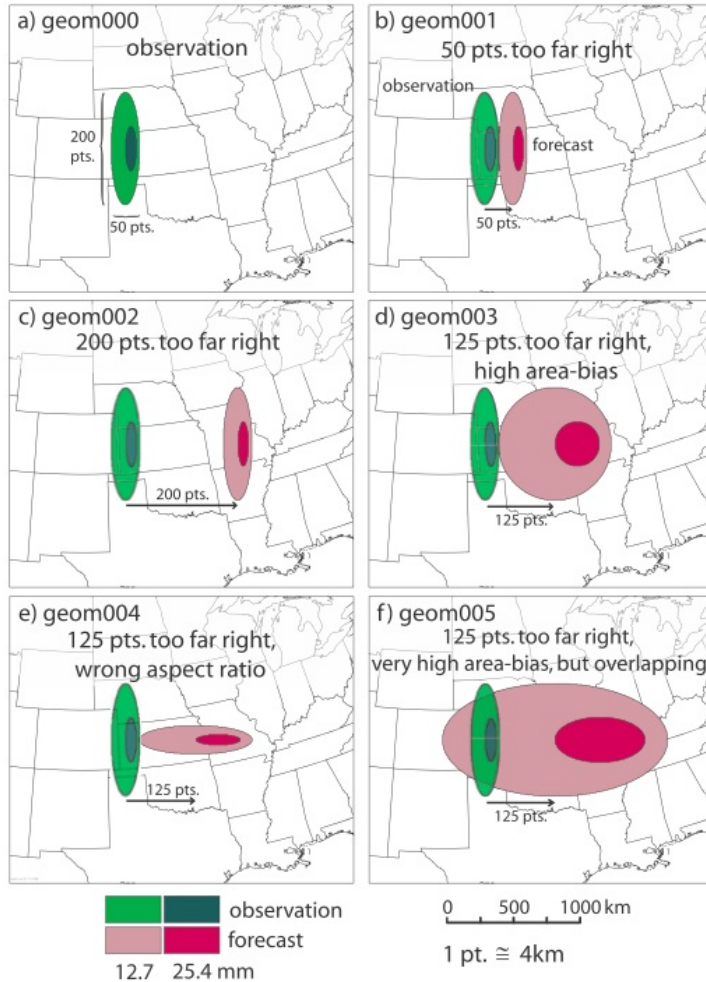 a) geom000
observation
200
pts.
50 pts.
b) geom001
50 pts. too far right
observation
forecast
50 pts.
c) geom002
200 pts. too far right
200 pts.
d) geom003
125 pts. too far right,
high area-bias
125 pts.
e) geom004
125 pts. too far right,
wrong aspect ratio
125 pts.
f) geom005
125 pts. too far right,
very high area-bias, but overlapping
125 pts.
observation
forecast
12.7 25.4 mm
0 500 1000 km
1 pt. ≅ 4km